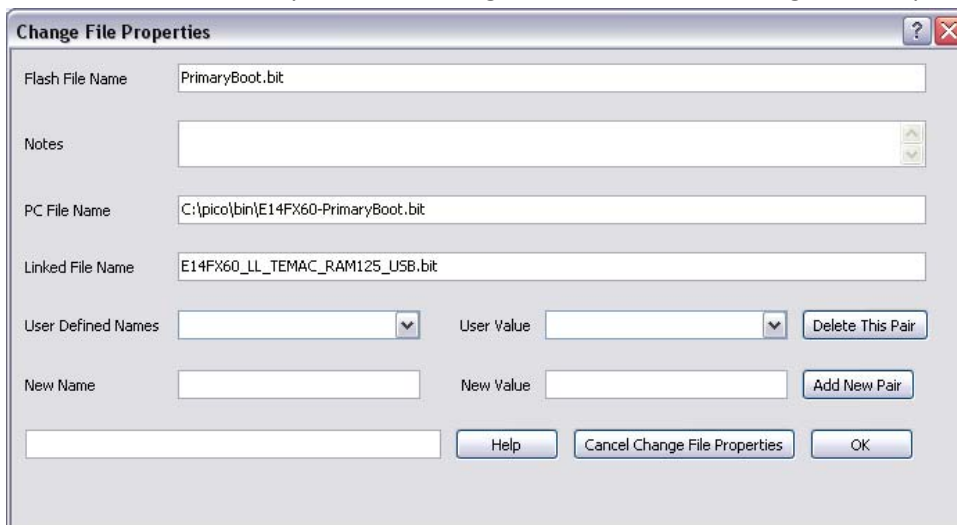 Change File Properties
Flash File Name PrimaryBoot.bit
Notes
PC File Name C:\pico\bin\E14FX60-PrimaryBoot.bit
Linked File Name E14FX60_LL_TEMAC_RAM125_USB.bit
User Defined Names User Value Delete This Pair
New Name New Value Add New Pair
Help Cancel Change File Properties OK